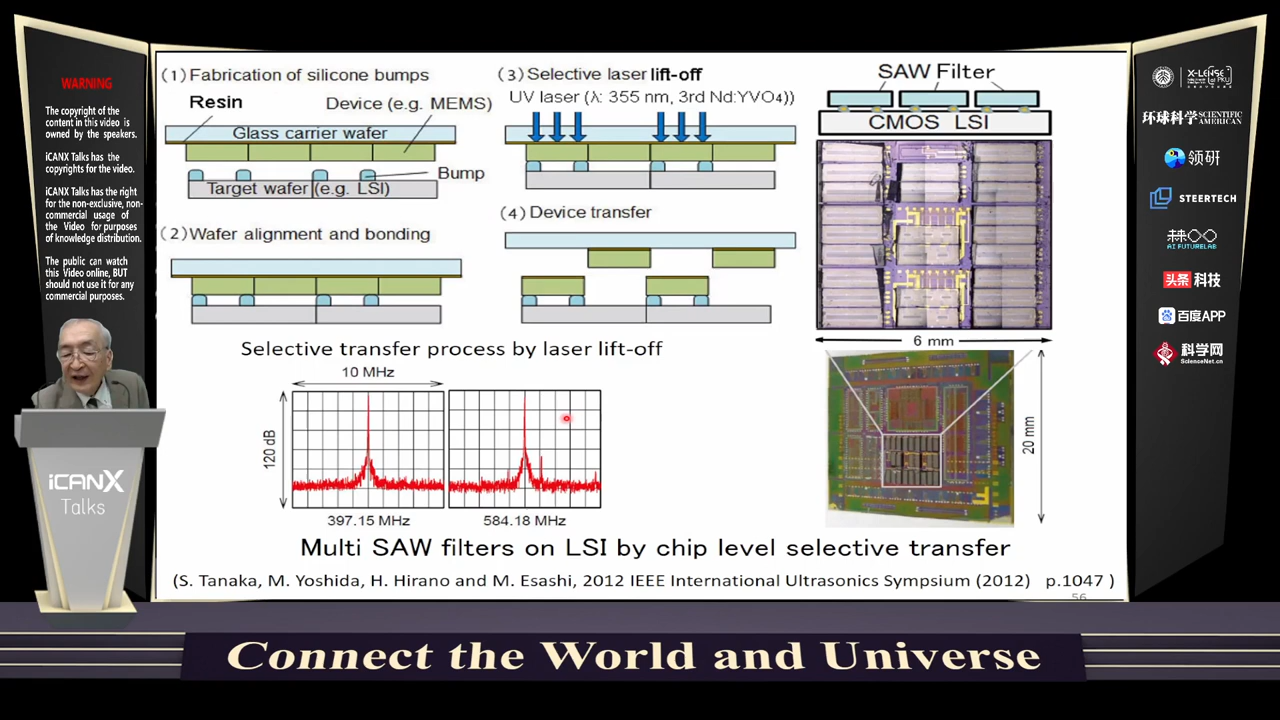 WARNING
The copyright of the
content in this video is
owned by the speakers.
iCANX Talks has the
copyrights for the video.
iCANX Talks has the right
for the non-exclusive, non-
commercial usage of
the Video for purposes
of knowledge distribution.
The public can watch
this Video online, BUT
should not use it for any
commercial purposes.
iCANX
Talks
(1) Fabrication of silicone bumps
Resin
Device (e.g. MEMS)
Glass carrier wafer
Bump
Target wafer (e.g. LSI)
(2) Wafer alignment and bonding
(3) Selective laser lift-off
UV laser (λ: 355 nm, 3rd Nd:YVO4))
(4) Device transfer
Selective transfer process by laser lift-off
10 MHz
120 dB
397.15 MHz
584.18 MHz
SAW Filter
CMOS LSI
6 mm
20 mm
Multi SAW filters on LSI by chip level selective transfer
(S. Tanaka, M. Yoshida, H. Hirano and M. Esashi, 2012 IEEE International Ultrasonics Sympsium (2012) p.1047 )
56
X-LENSE
环球科学 SCIENTIFIC AMERICAN
领研
STEERTECH
AI FUTURELAB
头条 科技
百度APP
科学网
ScienceNet.cn
Connect the World and Universe